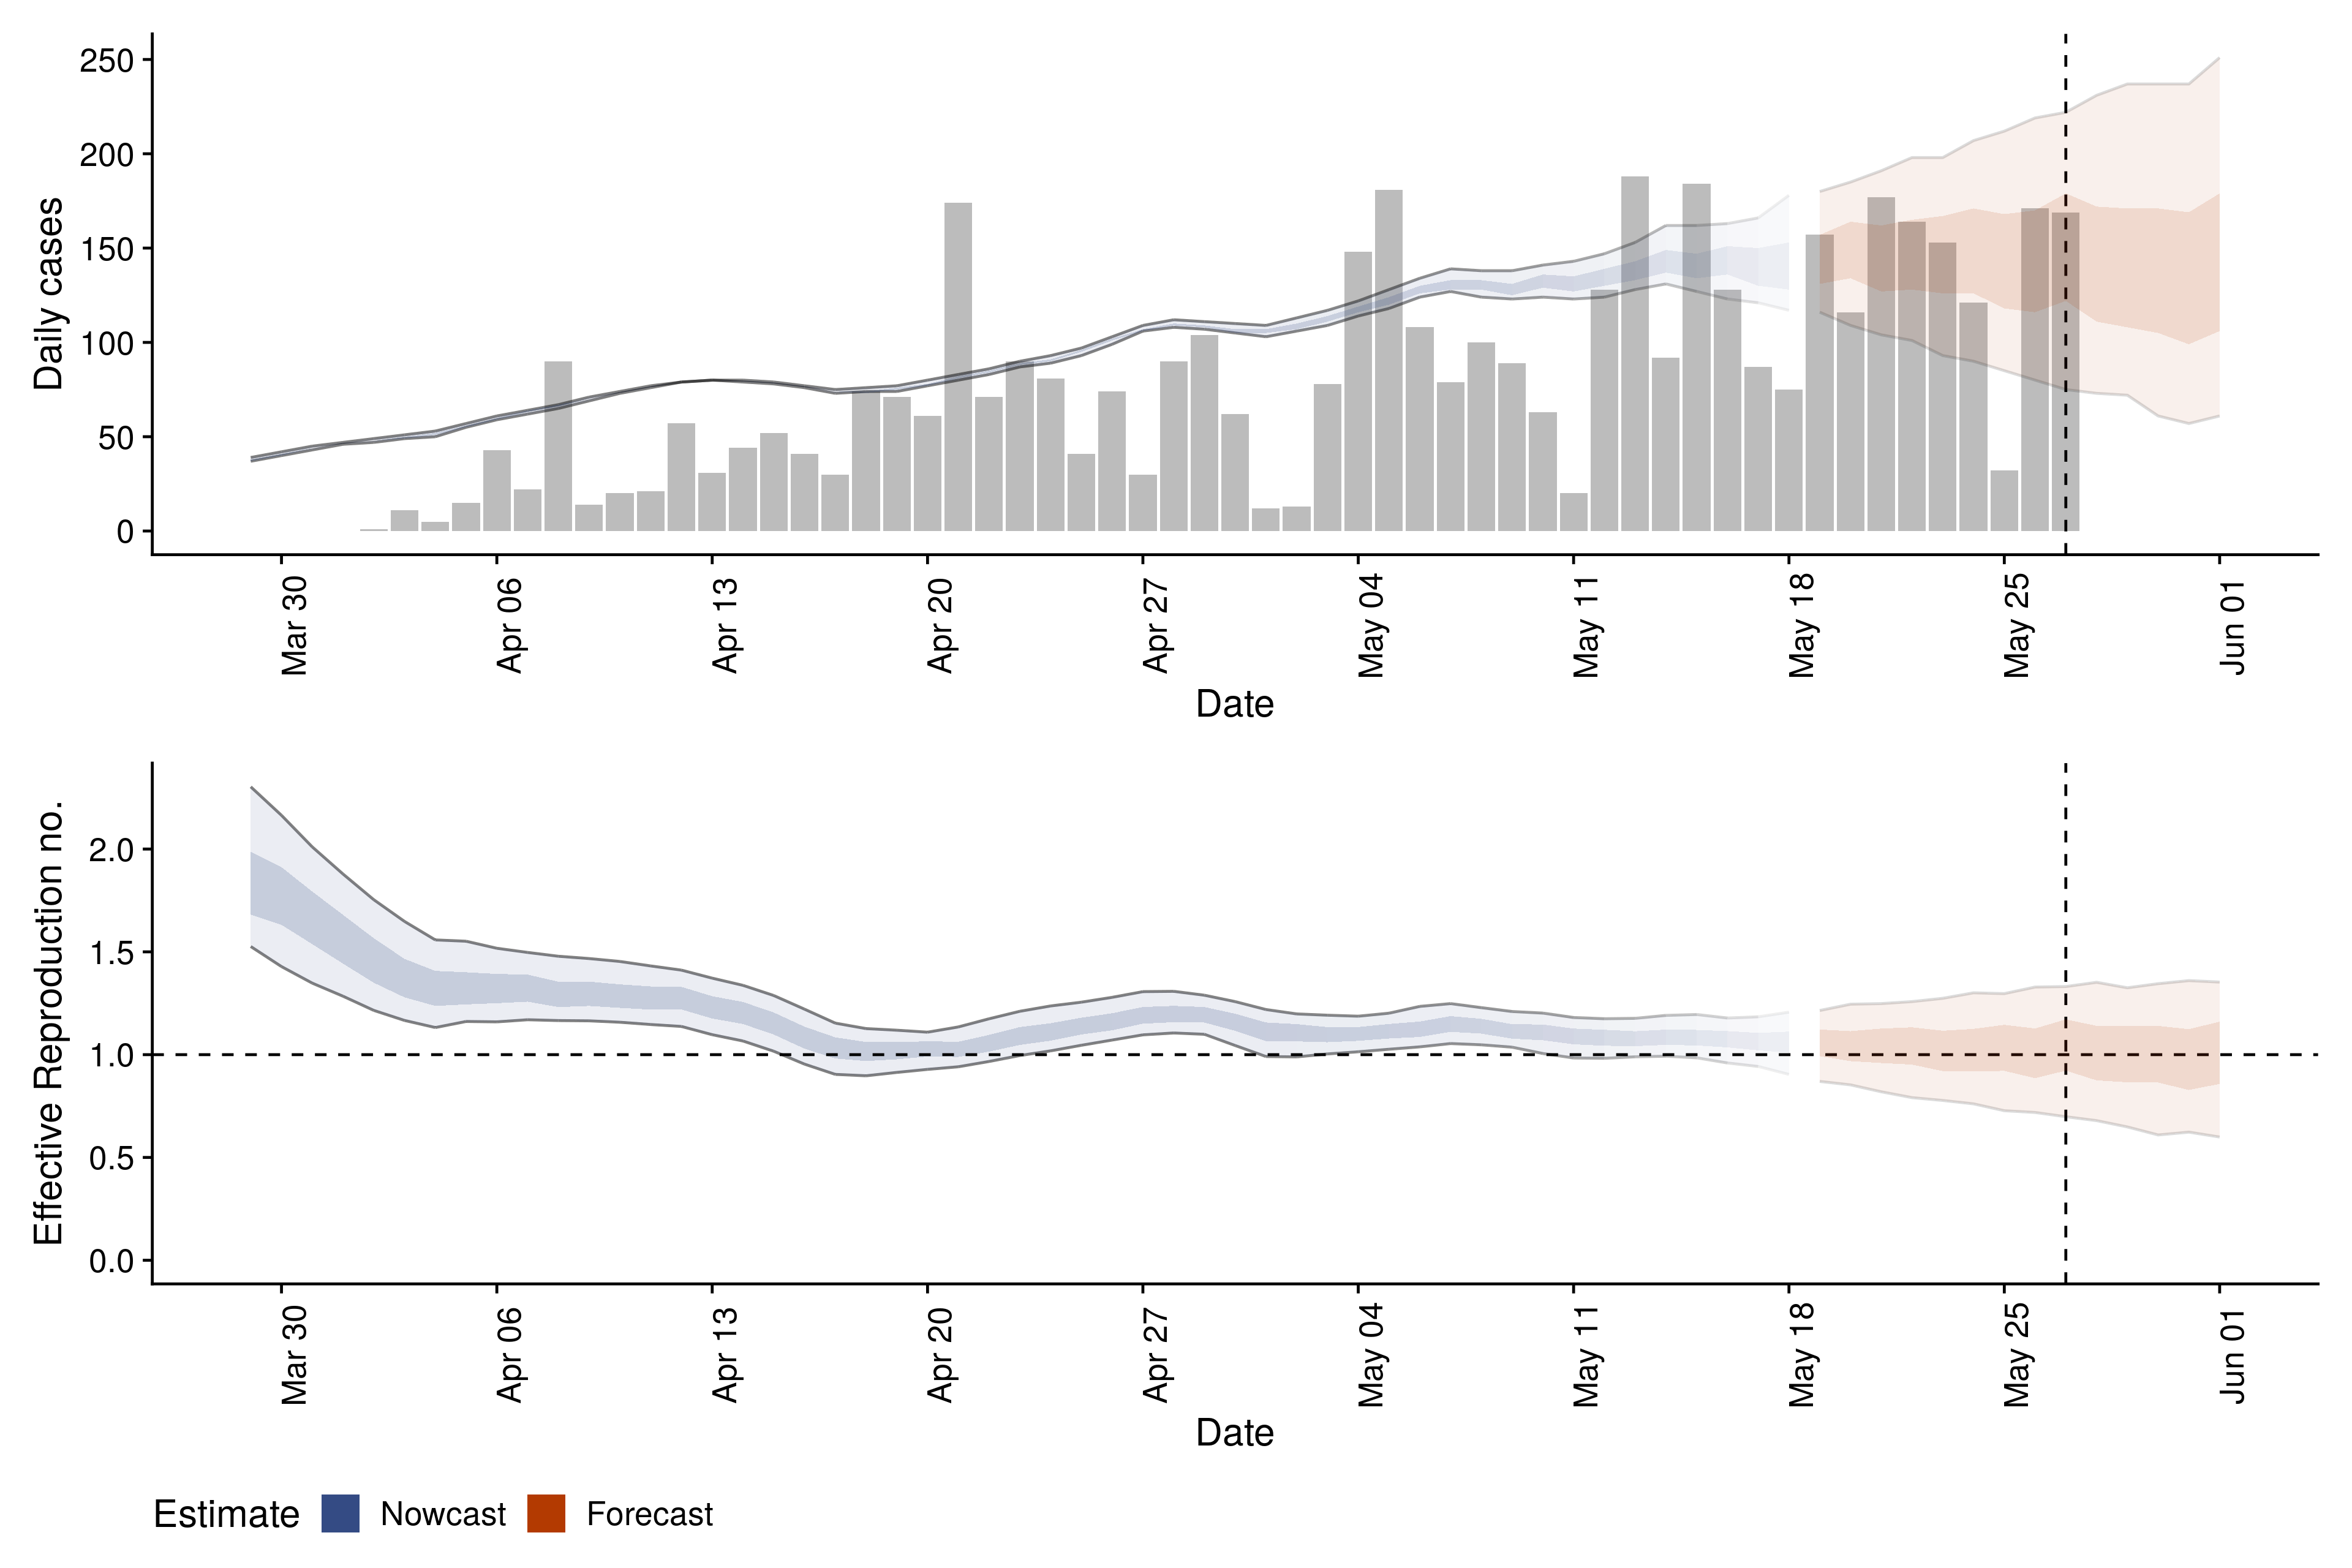 250
200
150
100
50
0
Daily cases
Mar 30
Apr 06
Apr 13
Apr 20
Apr 27
May 04
May 11
May 18
May 25
Jun 01
Date
2.0
1.5
1.0
0.5
0.0
Effective Reproduction no.
Mar 30
Apr 06
Apr 13
Apr 20
Apr 27
May 04
May 11
May 18
May 25
Jun 01
Date
Estimate Nowcast Forecast